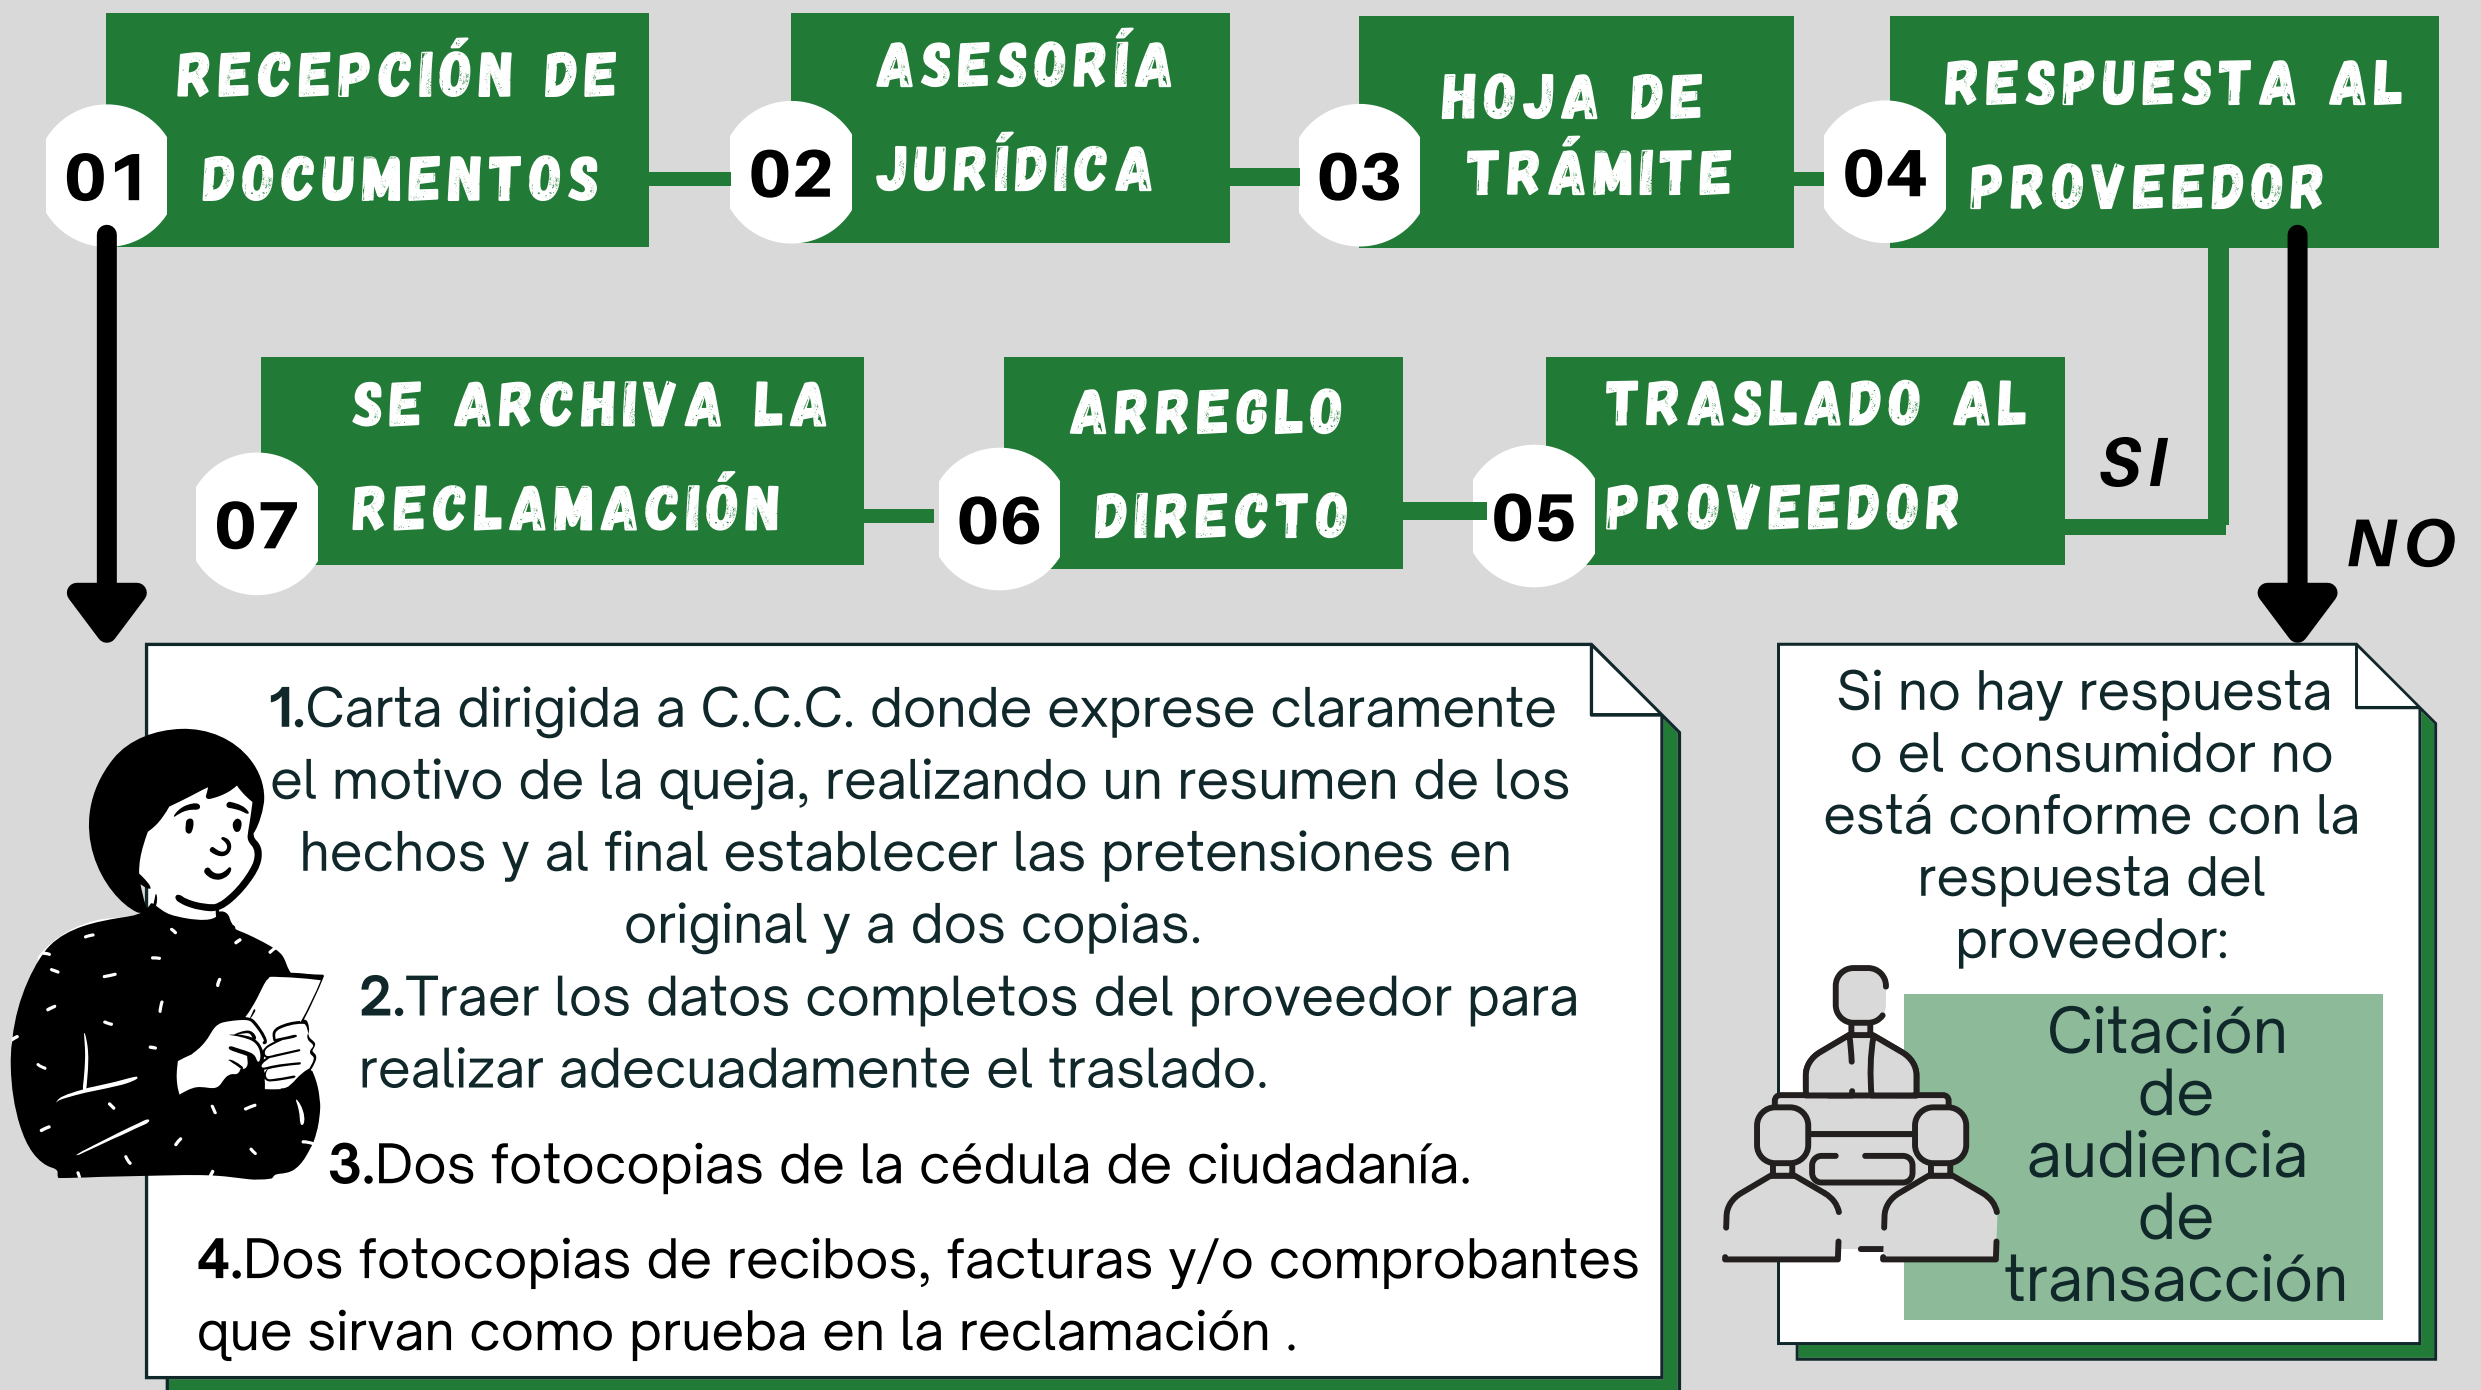 01
RECEPCIÓN DE
DOCUMENTOS
02
ASESORÍA
JURÍDICA
03
HOJA DE
TRÁMITE
04
RESPUESTA AL
PROVEEDOR
07
SE ARCHIVA LA
RECLAMACIÓN
06
ARREGLO
DIRECTO
05
TRASLADO AL
PROVEEDOR
SI
NO
1.Carta dirigida a C.C.C. donde exprese claramente
el motivo de la queja, realizando un resumen de los
hechos y al final establecer las pretensiones en
original y a dos copias.
2.Traer los datos completos del proveedor para
realizar adecuadamente el traslado.
3.Dos fotocopias de la cédula de ciudadanía.
4.Dos fotocopias de recibos, facturas y/o comprobantes
que sirvan como prueba en la reclamación .
Si no hay respuesta
o el consumidor no
está conforme con la
respuesta del
proveedor:
Citación
de
audiencia
de
transacción